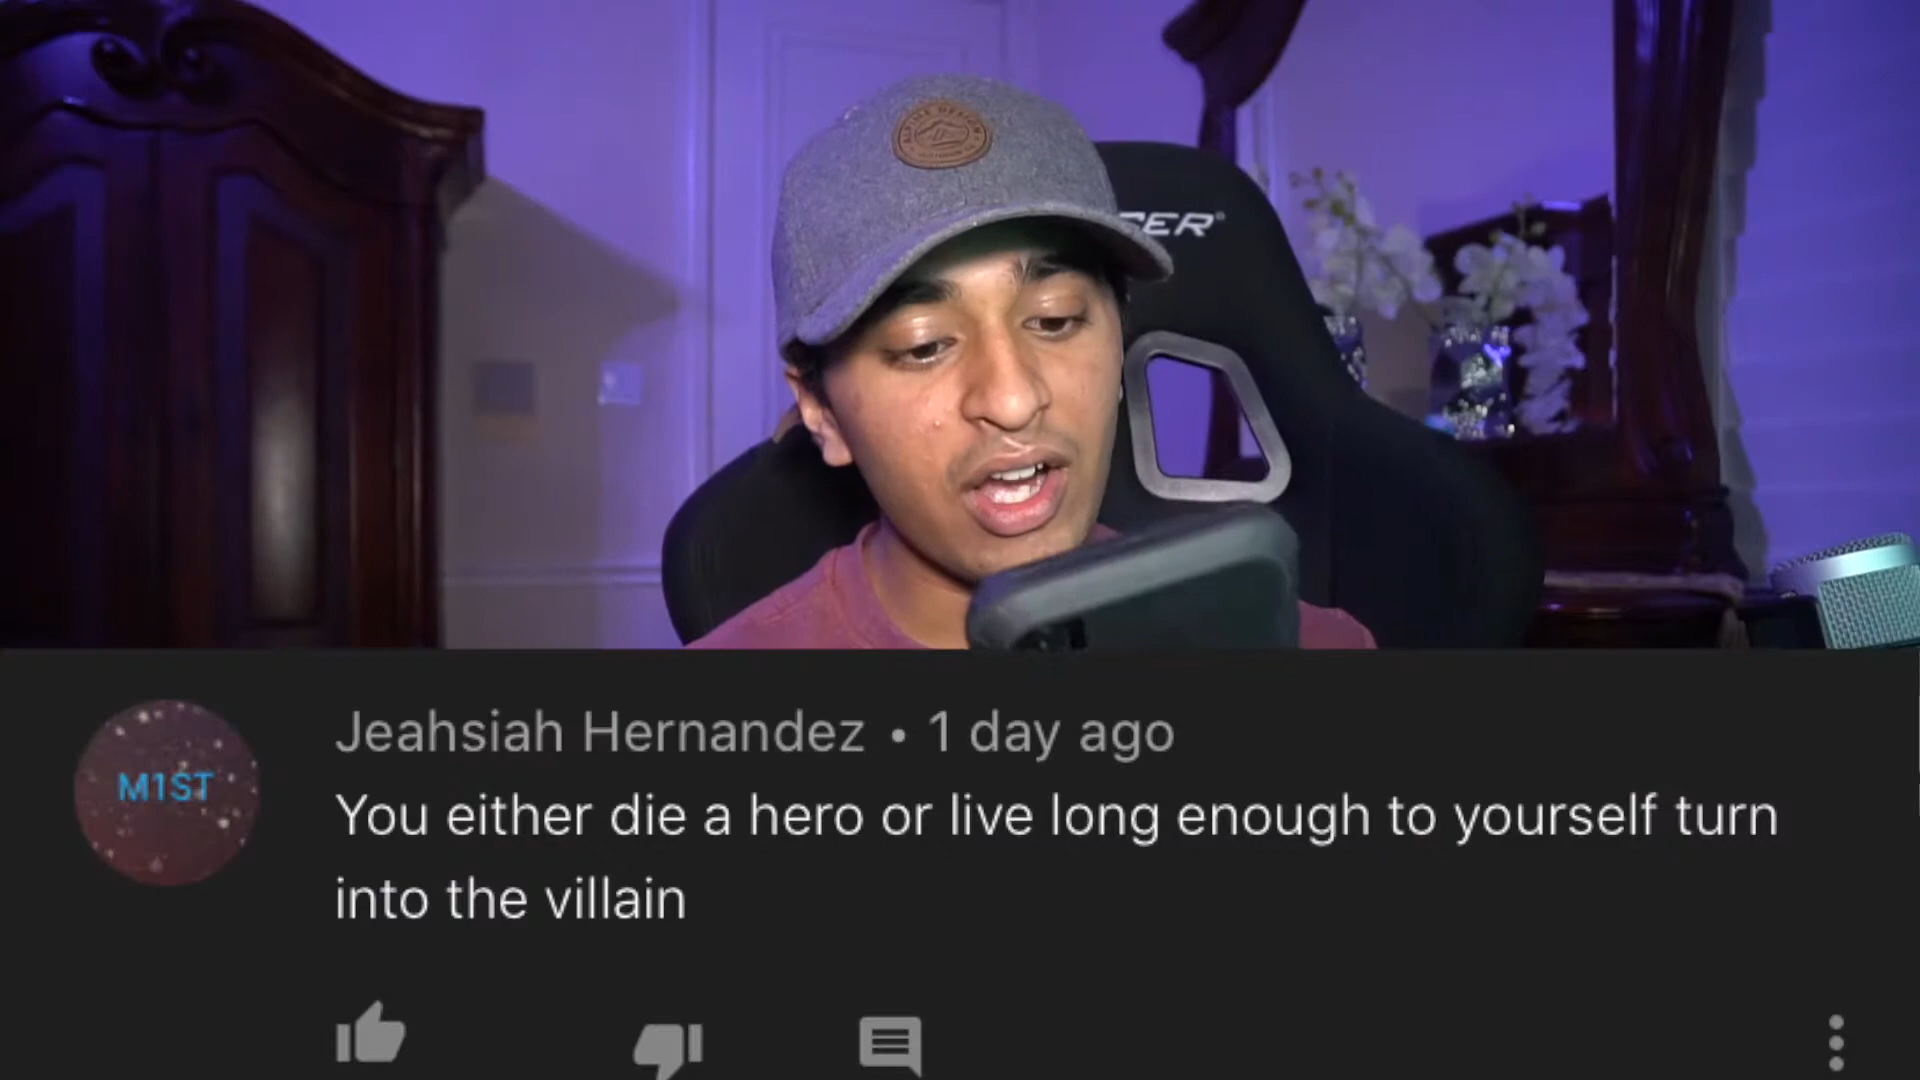 CER
Jeahsiah Hernandez • 1 day ago
M1ST
You either die a hero or live long enough to yourself turn
into the villain